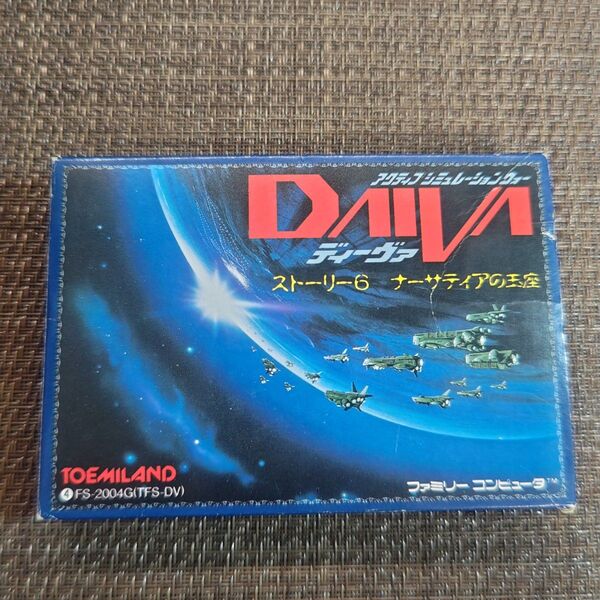 アクティブ シミュレーションウォー
DAIVA
ディーヴァ
ストーリー6 ナーサティアの玉座
TOEMILAND
4 FS-2004G(TFS-DV)
ファミリー コンピュータ™